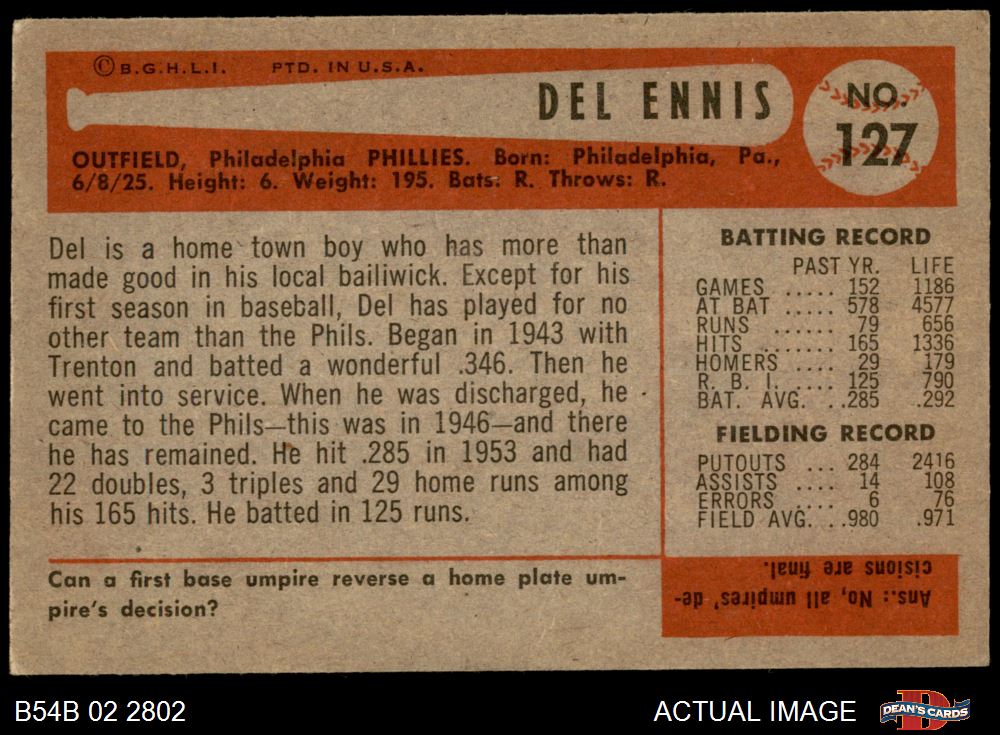 © B.G.H.L.I. PTD. IN U.S.A.
DEL ENNIS
NO.
127
OUTFIELD, Philadelphia PHILLIES. Born: Philadelphia, Pa.,
6/8/25. Height: 6. Weight: 195. Bats: R. Throws: R.
Del is a home town boy who has more than
made good in his local bailiwick. Except for his
first season in baseball, Del has played for no
other team than the Phils. Began in 1943 with
Trenton and batted a wonderful .346. Then he
went into service. When he was discharged, he
came to the Phils—this was in 1946—and there
he has remained. He hit .285 in 1953 and had
22 doubles, 3 triples and 29 home runs among
his 165 hits. He batted in 125 runs.
BATTING RECORD
PAST YR. LIFE
GAMES ..... 152 1186
AT BAT ..... 578 4577
RUNS ...... 79 656
HITS ....... 165 1336
HOMERS .... 29 179
R. B. I. .... 125 790
BAT. AVG. ..285 .292
FIELDING RECORD
PUTOUTS ... 284 2416
ASSISTS .... 14 108
ERRORS .... 6 76
FIELD AVG. ..980 .971
Can a first base umpire reverse a home plate um-
pire's decision?
Ans.: No, all umpires' de-
cisions are final.
B54B 02 2802
ACTUAL IMAGE
D
DEAN'S CARDS